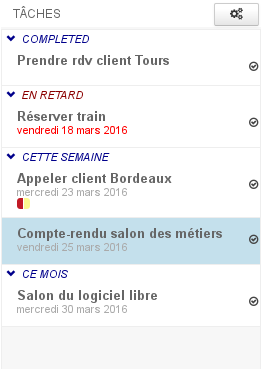 TÂCHES
COMPLETED
Prendre rdv client Tours
EN RETARD
Réserver train
vendredi 18 mars 2016
CETTE SEMAINE
Appeler client Bordeaux
mercredi 23 mars 2016
Compte-rendu salon des métiers
vendredi 25 mars 2016
CE MOIS
Salon du logiciel libre
mercredi 30 mars 2016